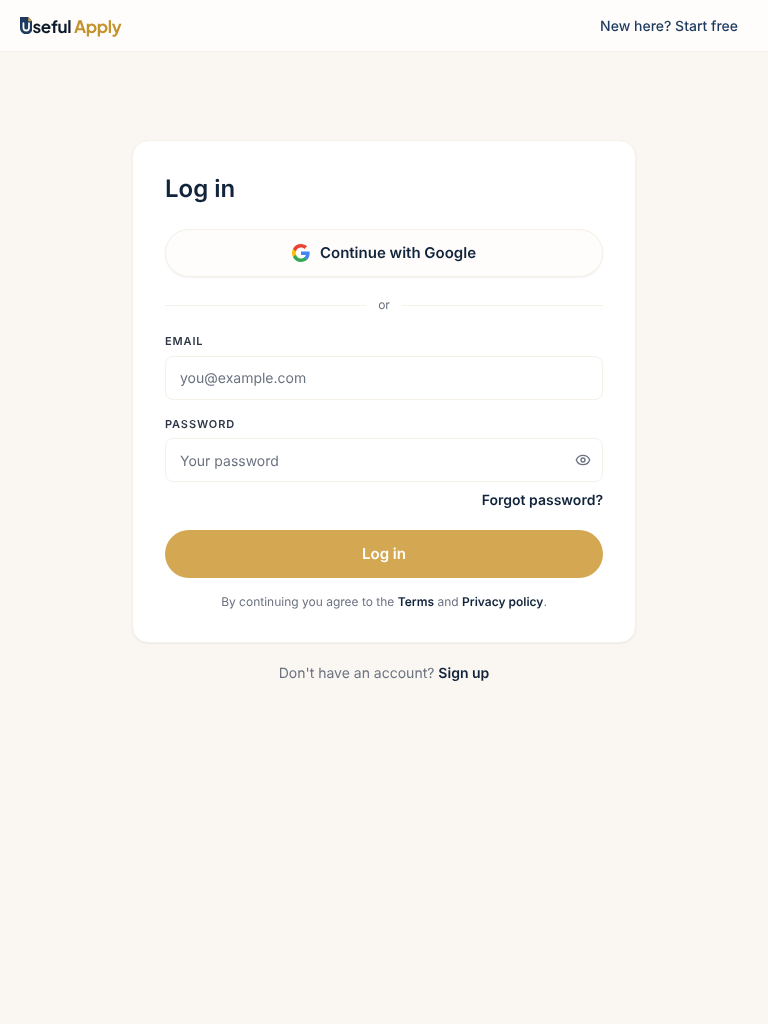 Useful Apply
New here? Start free
Log in
Continue with Google
or
EMAIL
you@example.com
PASSWORD
Your password
Forgot password?
Log in
By continuing you agree to the Terms and Privacy policy.
Don't have an account? Sign up